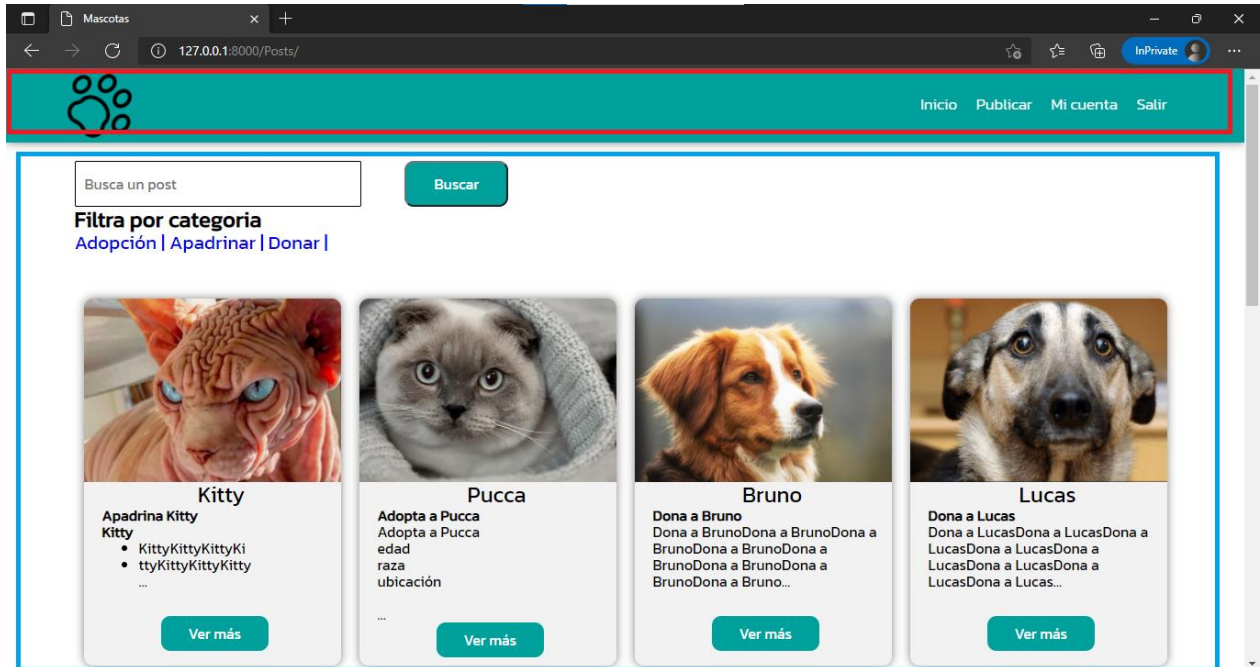 Mascotas
127.0.0.1:8000/Posts/
InPrivate
Inicio Publicar Mi cuenta Salir
Busca un post
Buscar
Filtra por categoria
Adopción | Apadrinar | Donar |
Kitty
Apadrina Kitty
Kitty
• KittyKittyKittyKi
• ttyKittyKittyKitty
...
Ver más
Pucca
Adopta a Pucca
Adopta a Pucca
edad
raza
ubicación
...
Ver más
Bruno
Dona a Bruno
Dona a BrunoDona a BrunoDona a
BrunoDona a BrunoDona a
BrunoDona a BrunoDona a
BrunoDona a Bruno...
Ver más
Lucas
Dona a Lucas
Dona a LucasDona a LucasDona a
LucasDona a LucasDona a
LucasDona a LucasDona a
LucasDona a Lucas...
Ver más